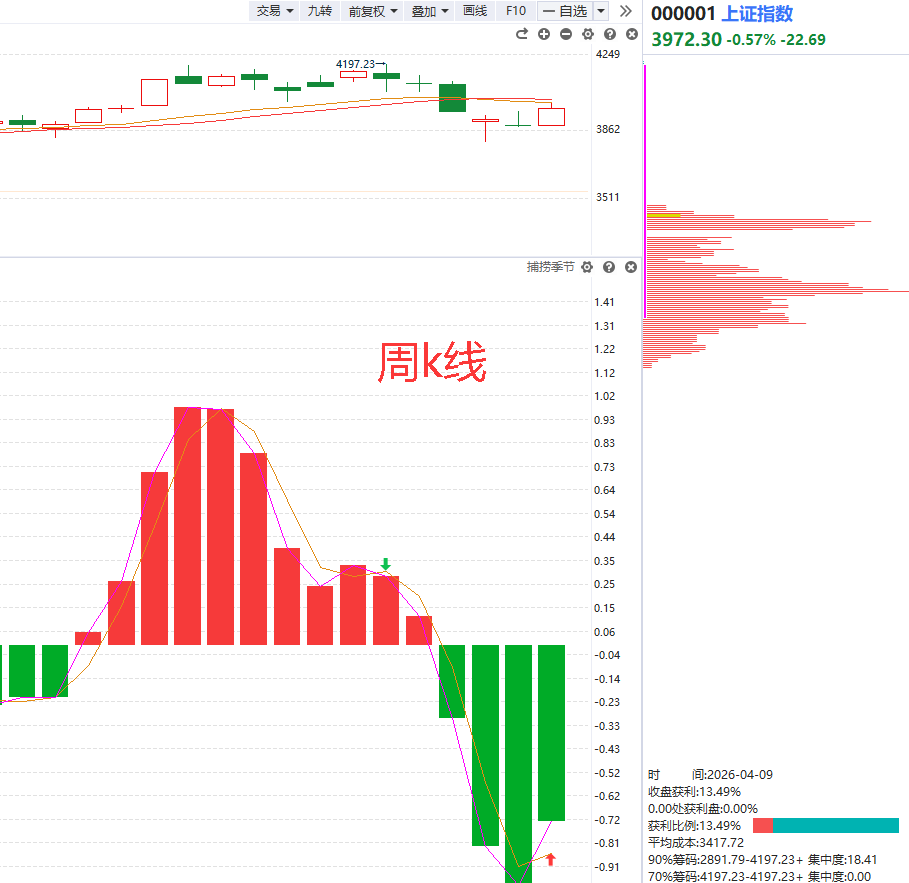 交易 九转 前复权 叠加 画线 F10 自选
000001 上证指数
3972.30 -0.57% -22.69
4197.23
4249
3862
3511
捕捞季节
周k线
1.41
1.31
1.22
1.12
1.02
0.93
0.83
0.73
0.64
0.54
0.44
0.35
0.25
0.15
0.06
-0.04
-0.14
-0.23
-0.33
-0.43
-0.52
-0.62
-0.72
-0.81
-0.91
时 间:2026-04-09
收盘获利:13.49%
0.00处获利盘:0.00%
获利比例:13.49%
平均成本:3417.72
90%筹码:2891.79-4197.23+ 集中度:18.41
70%筹码:4197.23-4197.23+ 集中度:0.00